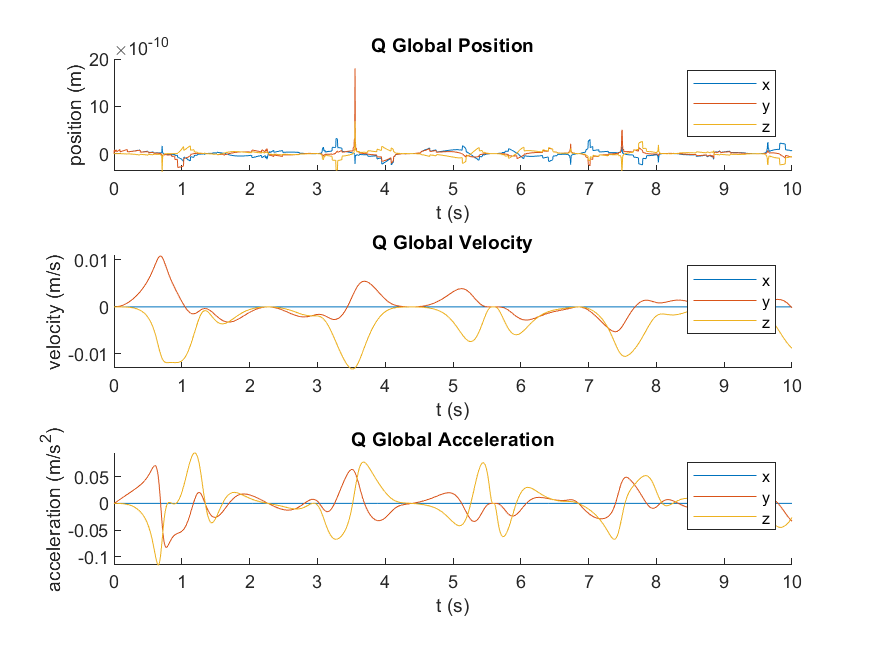 Q Global Position
×10-10
20
10
0
position (m)
x
y
z
0 1 2 3 4 5 6 7 8 9 10
t (s)
Q Global Velocity
0.01
0
-0.01
velocity (m/s)
x
y
z
0 1 2 3 4 5 6 7 8 9 10
t (s)
Q Global Acceleration
0.05
0
-0.05
-0.1
acceleration (m/s2)
x
y
z
0 1 2 3 4 5 6 7 8 9 10
t (s)